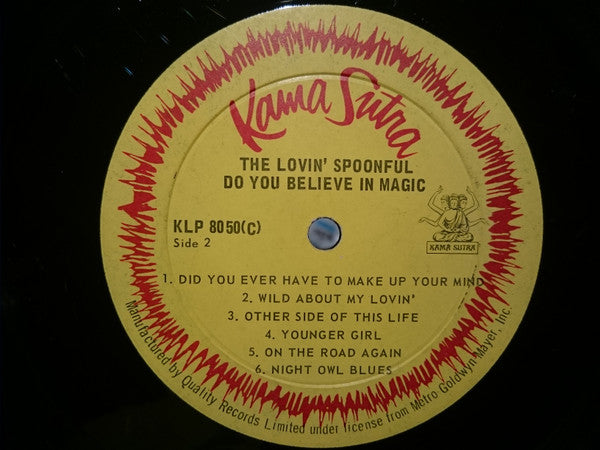 Kama Sutra
THE LOVIN' SPOONFUL
DO YOU BELIEVE IN MAGIC
KLP 8050(C)
Side 2
KAMA SUTRA
1. DID YOU EVER HAVE TO MAKE UP YOUR MIND
2. WILD ABOUT MY LOVIN'
3. OTHER SIDE OF THIS LIFE
4. YOUNGER GIRL
5. ON THE ROAD AGAIN
6. NIGHT OWL BLUES
Manufactured by Quality Records Limited under license from Metro Goldwyn-Mayer, Inc.